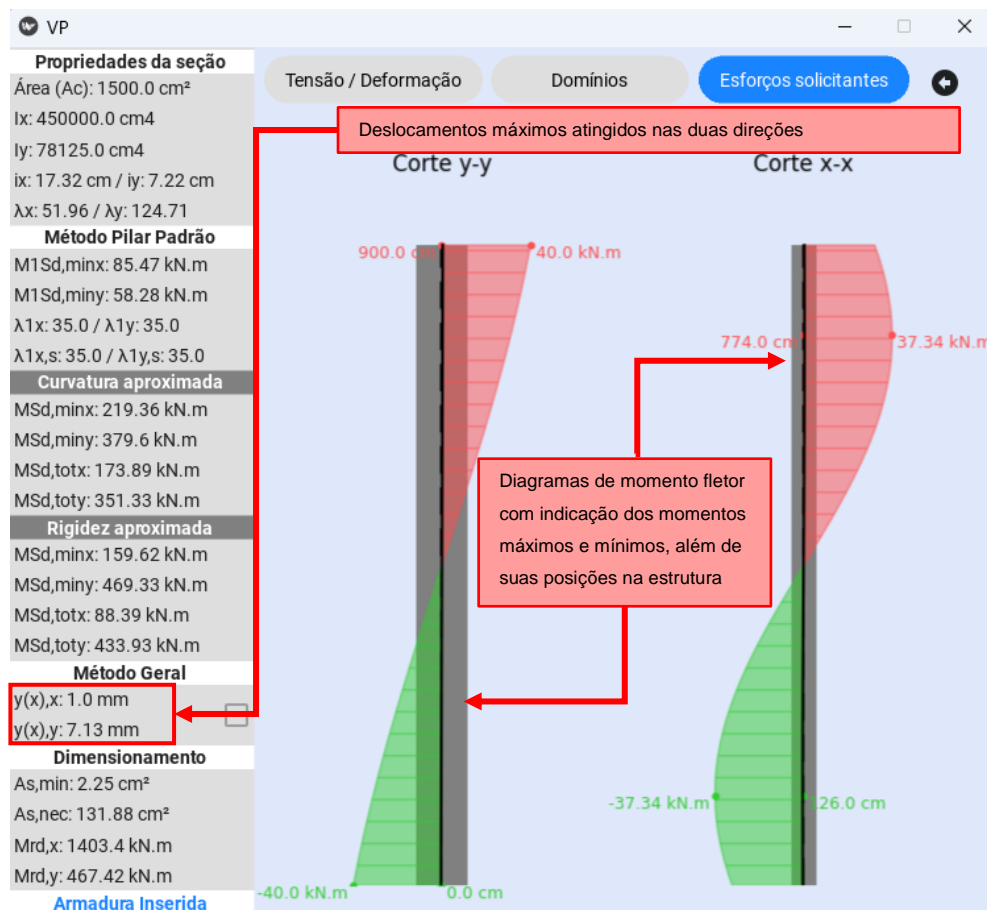 VP
Propriedades da seção
Área (Ac): 1500.0 cm²
Ix: 450000.0 cm4
Iy: 78125.0 cm4
ix: 17.32 cm / iy: 7.22 cm
λx: 51.96 / λy: 124.71
Método Pilar Padrão
M1Sd,minx: 85.47 kN.m
M1Sd,miny: 58.28 kN.m
λ1x: 35.0 / λ1y: 35.0
λ1x,s: 35.0 / λ1y,s: 35.0
Curvatura aproximada
MSd,minx: 219.36 kN.m
MSd,miny: 379.6 kN.m
MSd,totx: 173.89 kN.m
MSd,toty: 351.33 kN.m
Rigidez aproximada
MSd,minx: 159.62 kN.m
MSd,miny: 469.33 kN.m
MSd,totx: 88.39 kN.m
MSd,toty: 433.93 kN.m
Método Geral
y(x),x: 1.0 mm
y(x),y: 7.13 mm
Dimensionamento
As,min: 2.25 cm²
As,nec: 131.88 cm²
Mrd,x: 1403.4 kN.m
Mrd,y: 467.42 kN.m
Armadura Inserida
Tensão / Deformação
Domínios
Esforços solicitantes
Deslocamentos máximos atingidos nas duas direções
Corte y-y
900.0 cm
40.0 kN.m
-40.0 kN.m
0.0 cm
Corte x-x
774.0 cm
37.34 kN.m
-37.34 kN.m
26.0 cm
Diagramas de momento fletor
com indicação dos momentos
máximos e mínimos, além de
suas posições na estrutura